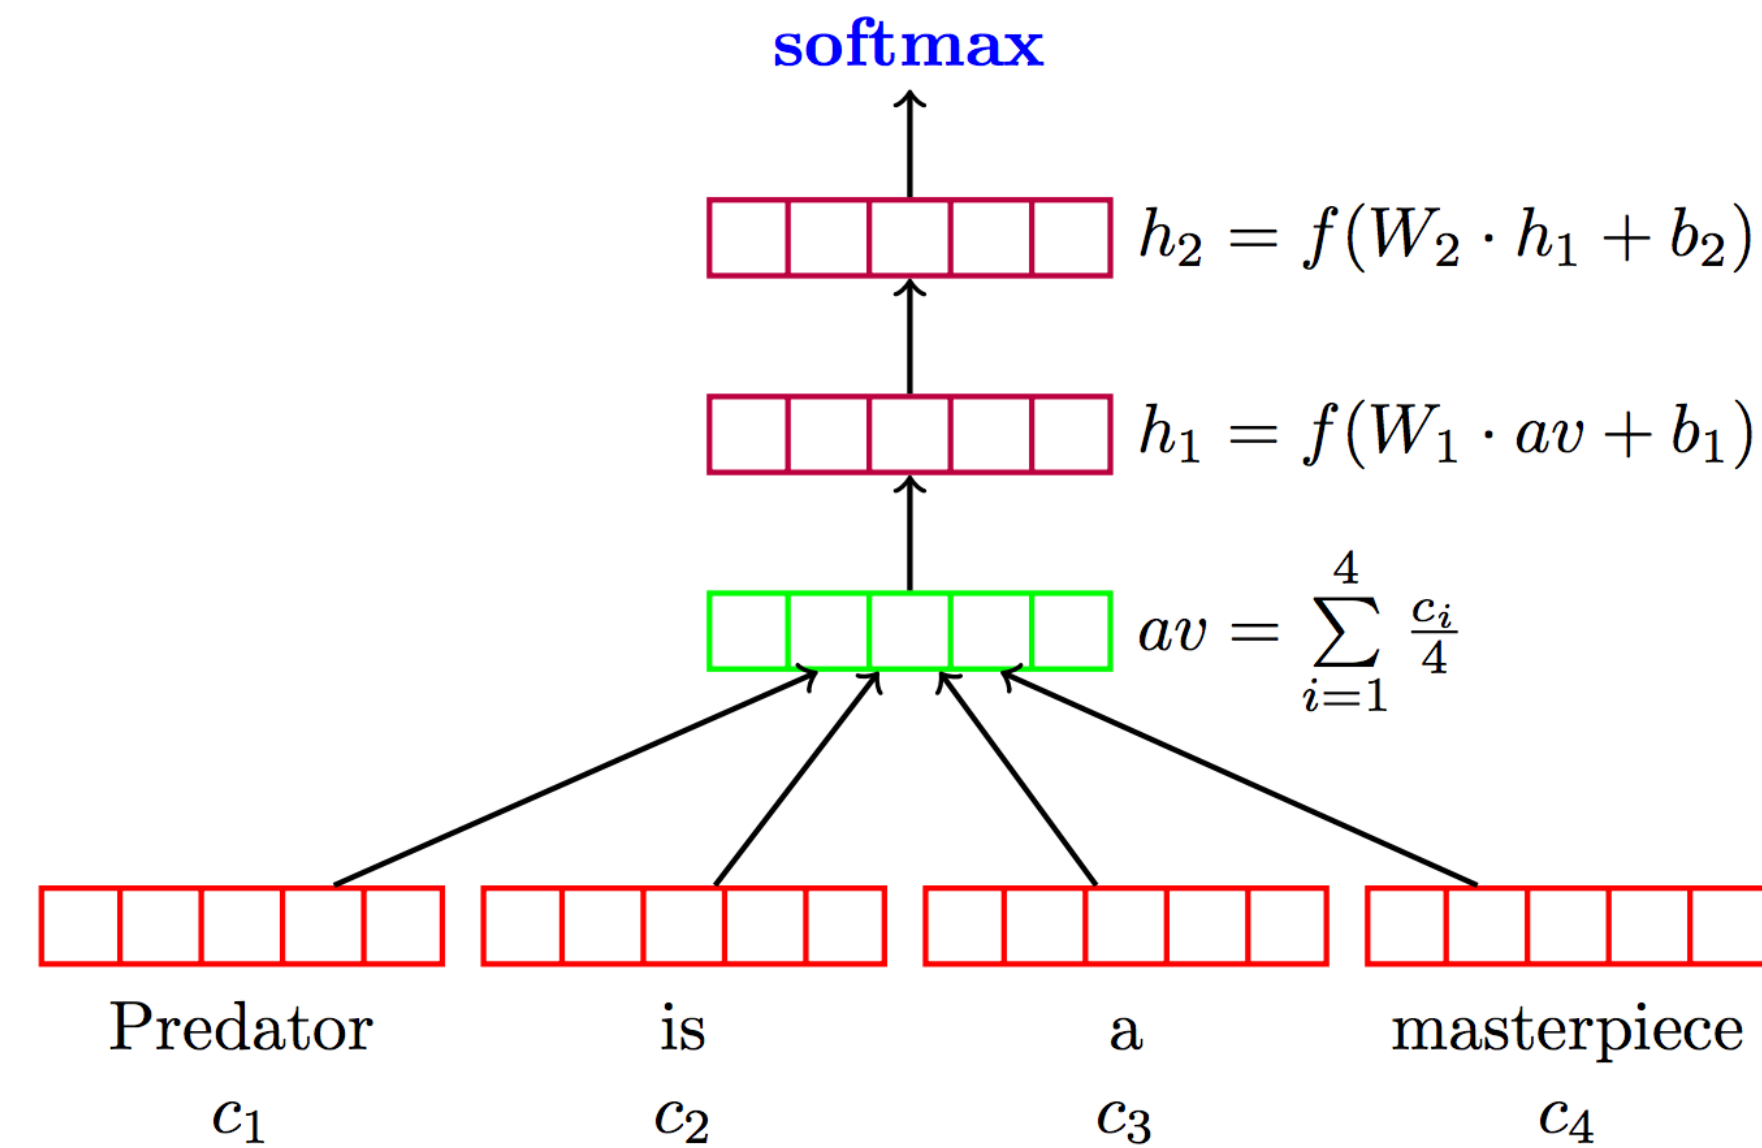 softmax
h₂ = f(W₂ · h₁ + b₂)
h₁ = f(W₁ · av + b₁)
av = ∑_{i=1}^{4} c_i/4
Predator is a masterpiece
c₁ c₂ c₃ c₄